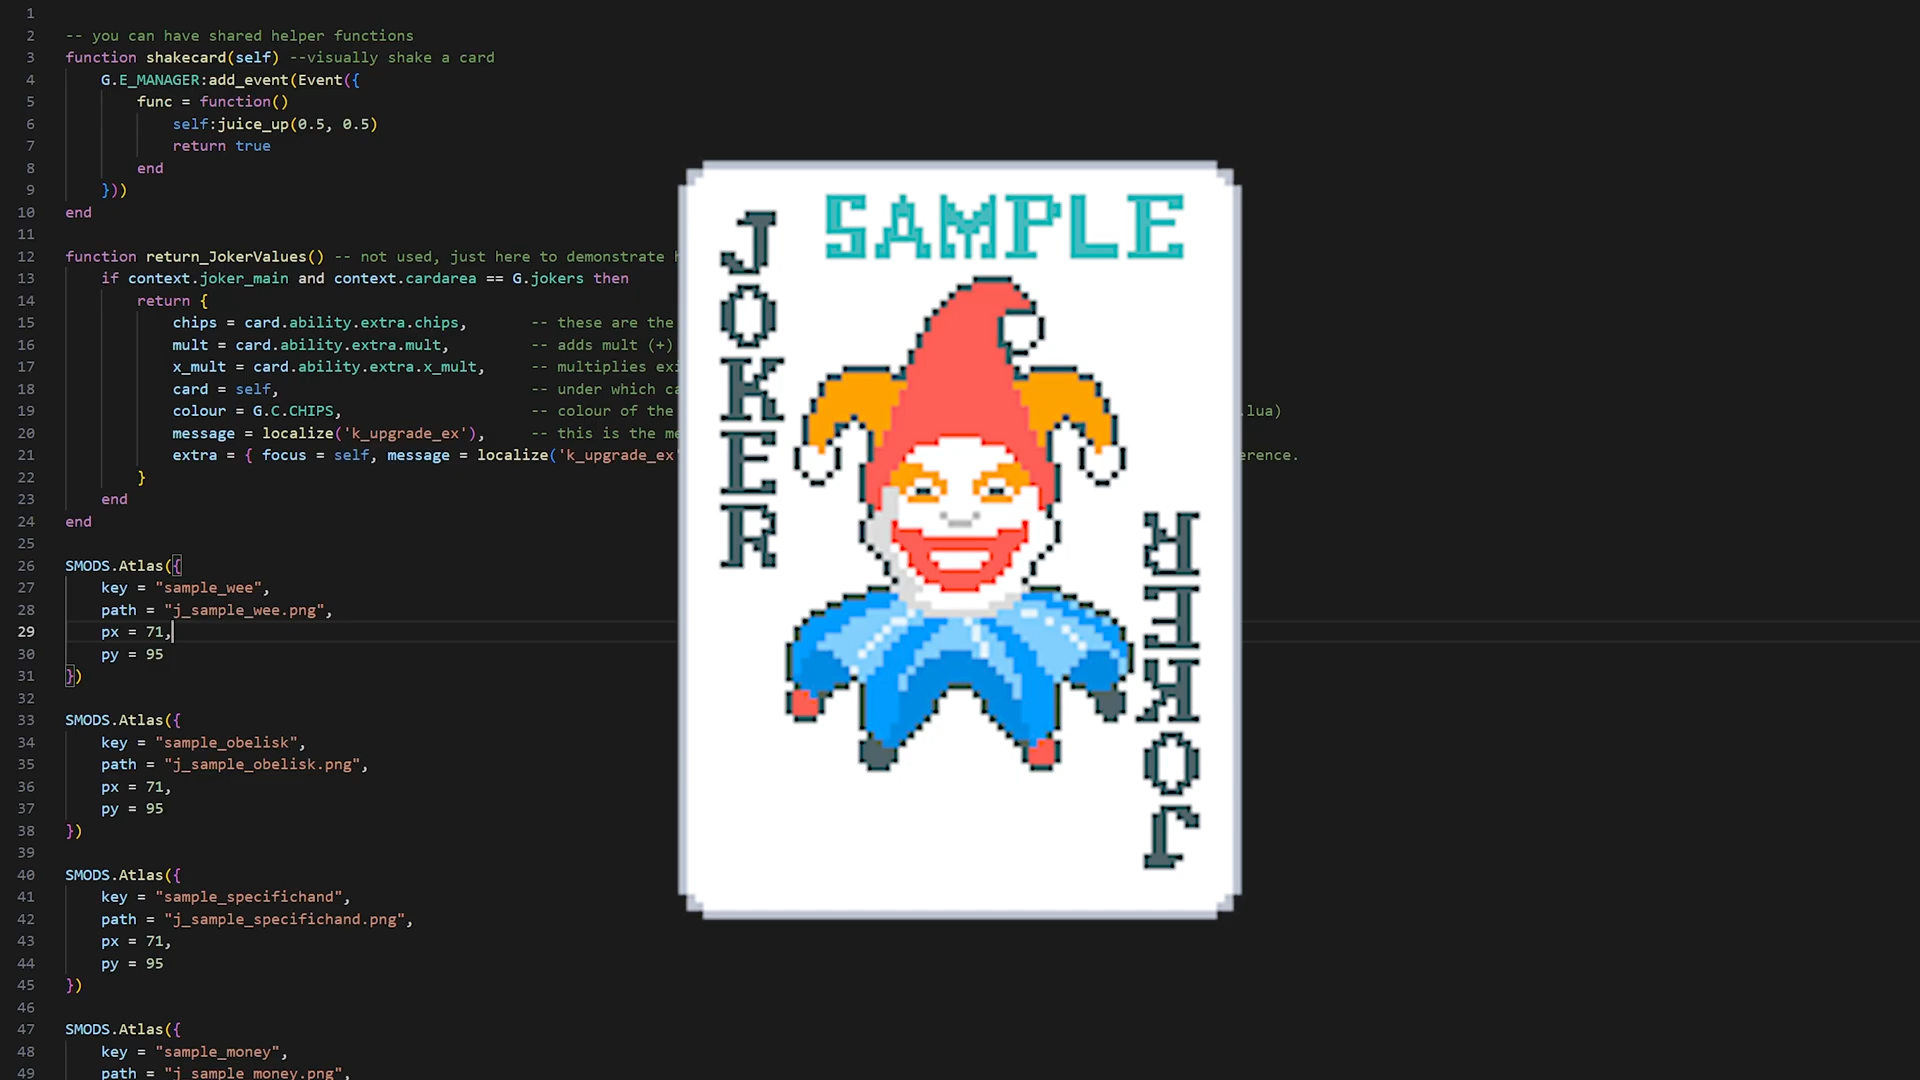 1
2 -- you can have shared helper functions
3 function shakecard(self) --visually shake a card
4 G.E_MANAGER:add_event(Event({
5 func = function()
6 self:juice_up(0.5, 0.5)
7 return true
8 end
9 }))
10 end
11
12 function return_JokerValues() -- not used, just here to demonstrate
13 if context.joker_main and context.cardarea == G.jokers then
14 return {
15 chips = card.ability.extra.chips, -- these are the
16 mult = card.ability.extra.mult, -- adds mult (+)
17 x_mult = card.ability.extra.x_mult, -- multiplies
18 card = self, -- under which
19 colour = G.C.CHIPS, -- colour of the .lua)
20 message = localize('k_upgrade_ex'), -- this is the
21 extra = { focus = self, message = localize('k_upgrade_ex
22 }
23 end
24 end
25
26 SMODS.Atlas({
27 key = "sample_wee",
28 path = "j_sample_wee.png",
29 px = 71,
30 py = 95
31 })
32
33 SMODS.Atlas({
34 key = "sample_obelisk",
35 path = "j_sample_obelisk.png",
36 px = 71,
37 py = 95
38 })
39
40 SMODS.Atlas({
41 key = "sample_specifichand",
42 path = "j_sample_specifichand.png",
43 px = 71,
44 py = 95
45 })
46
47 SMODS.Atlas({
48 key = "sample_money",
49 path = "j_sample_money.png",
SAMPLE
JOKER
JOKER